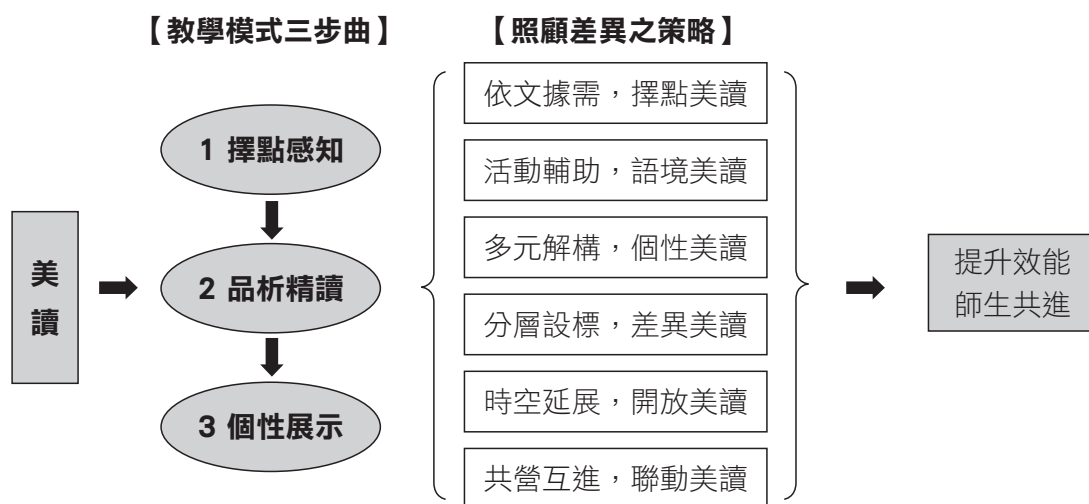 【教學模式三步曲】
【照顧差異之策略】
美
讀
1 擇點感知
2 品析精讀
3 個性展示
依文據需，擇點美讀
活動輔助，語境美讀
多元解構，個性美讀
分層設標，差異美讀
時空延展，開放美讀
共營互進，聯動美讀
提升效能
師生共進